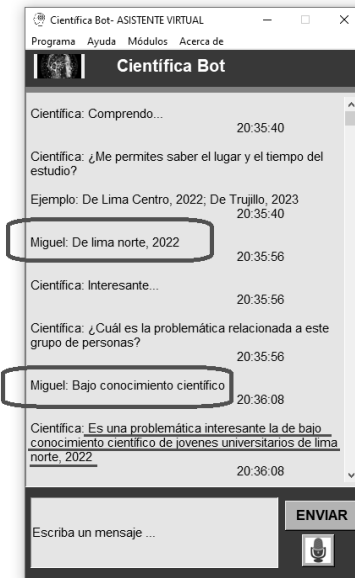 Científica Bot- ASISTENTE VIRTUAL
Programa Ayuda Módulos Acerca de
Científica Bot
Científica: Comprendo...
20:35:40
Científica: ¿Me permites saber el lugar y el tiempo del
estudio?
Ejemplo: De Lima Centro, 2022; De Trujillo, 2023
20:35:40
Miguel: De lima norte, 2022
20:35:56
Científica: Interesante...
20:35:56
Científica: ¿Cuál es la problemática relacionada a este
grupo de personas?
20:35:56
Miguel: Bajo conocimiento científico
20:36:08
Científica: Es una problemática interesante la de bajo
conocimiento científico de jovenes universitarios de lima
norte, 2022
20:36:08
Escriba un mensaje ...
ENVIAR